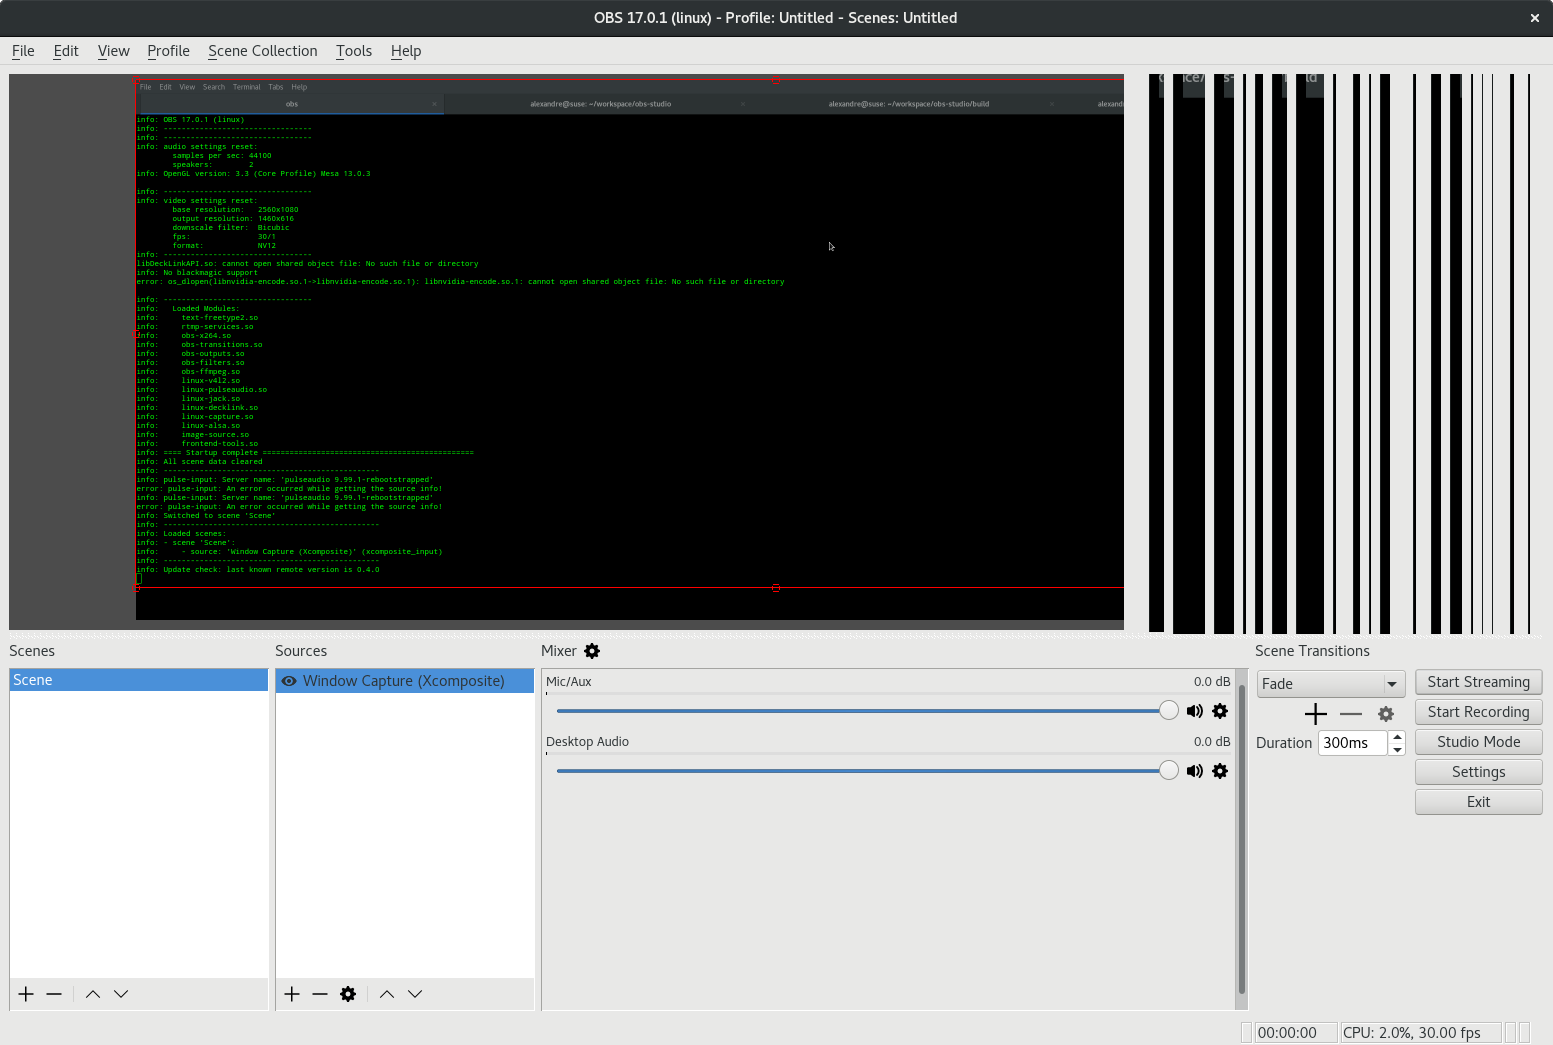 OBS 17.0.1 (linux) - Profile: Untitled - Scenes: Untitled
File Edit View Profile Scene Collection Tools Help
File Edit View Search Terminal Tabs Help
obs alexandre@suse: ~/workspace/obs-studio alexandre@suse: ~/workspace/obs-studio/build alexand
info: OBS 17.0.1 (linux)
info: ---------------------------------
info: ---------------------------------
info: audio settings reset:
samples per sec: 44100
speakers: 2
info: OpenGL version: 3.3 (Core Profile) Mesa 13.0.3
info: ---------------------------------
info: video settings reset:
base resolution: 2560x1080
output resolution: 1460x616
downscale filter: Bicubic
fps: 30/1
format: NV12
info: ---------------------------------
libDeckLinkAPI.so: cannot open shared object file: No such file or directory
info: No blackmagic support
error: os_dlopen(libnvidia-encode.so.1->libnvidia-encode.so.1): libnvidia-encode.so.1: cannot open shared object file: No such file or directory
info: ---------------------------------
info: Loaded Modules:
info: text-freetype2.so
info: rtmp-services.so
info: obs-x264.so
info: obs-transitions.so
info: obs-outputs.so
info: obs-filters.so
info: obs-ffmpeg.so
info: linux-v4l2.so
info: linux-pulseaudio.so
info: linux-jack.so
info: linux-decklink.so
info: linux-capture.so
info: linux-alsa.so
info: image-source.so
info: frontend-tools.so
info: ==== Startup complete ===============================================
info: All scene data cleared
info: ------------------------------------------------
info: pulse-input: Server name: 'pulseaudio 9.99.1-rebootstrapped'
error: pulse-input: An error occurred while getting the source info!
info: pulse-input: Server name: 'pulseaudio 9.99.1-rebootstrapped'
error: pulse-input: An error occurred while getting the source info!
info: Switched to scene 'Scene'
info: ------------------------------------------------
info: Loaded scenes:
info: - scene 'Scene':
info: - source: 'Window Capture (Xcomposite)' (xcomposite_input)
info: ------------------------------------------------
info: Update check: last known remote version is 0.4.0
Scenes
Scene
Sources
Window Capture (Xcomposite)
Mixer
Mic/Aux 0.0 dB
Desktop Audio 0.0 dB
Scene Transitions
Fade
Duration 300ms
Start Streaming
Start Recording
Studio Mode
Settings
Exit
00:00:00 CPU: 2.0%, 30.00 fps